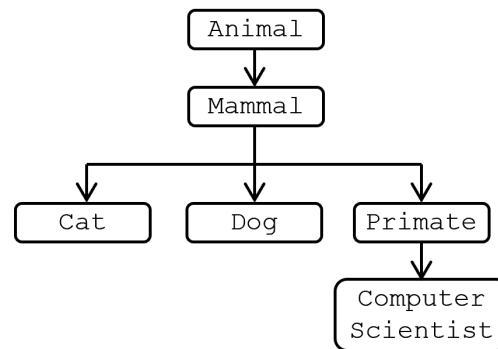 Animal
Mammal
Cat
Dog
Primate
Computer
Scientist